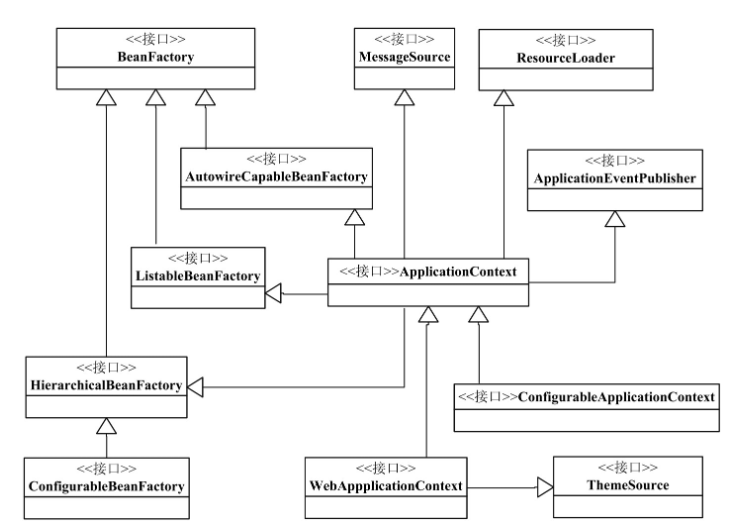 <<接口>>
BeanFactory
<<接口>>
MessageSource
<<接口>>
ResourceLoader
<<接口>>
AutowireCapableBeanFactory
<<接口>>
ApplicationEventPublisher
<<接口>>
ListableBeanFactory
<<接口>>ApplicationContext
<<接口>>
HierarchicalBeanFactory
<<接口>>ConfigurableApplicationContext
<<接口>>
ConfigurableBeanFactory
<<接口>>
WebAppplicationContext
<<接口>>
ThemeSource